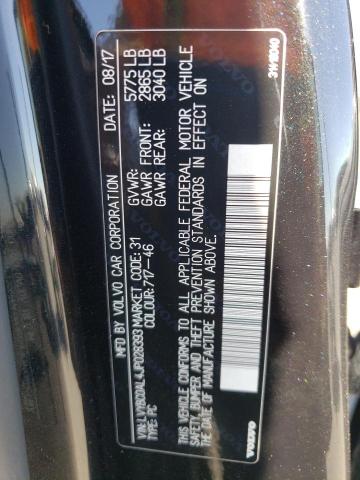 MFD BY VOLVO CAR CORPORATION DATE: 08/17
VIN: LVYBC0AL JP028393 MARKET CODE: 31
TYPE: PC COLOUR: 717-46
GVWR: 5775 LB
GAWR FRONT: 2865 LB
GAWR REAR: 3040 LB
THIS VEHICLE CONFORMS TO ALL APPLICABLE FEDERAL MOTOR VEHICLE
SAFETY, BUMPER AND THEFT PREVENTION STANDARDS IN EFFECT ON
THE DATE OF MANUFACTURE SHOWN ABOVE.
VOLVO